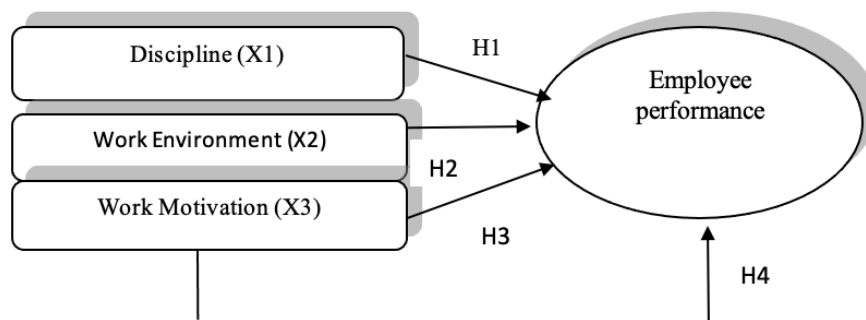 Discipline (X1)
H1
Employee
performance
Work Environment (X2)
H2
Work Motivation (X3)
H3
H4